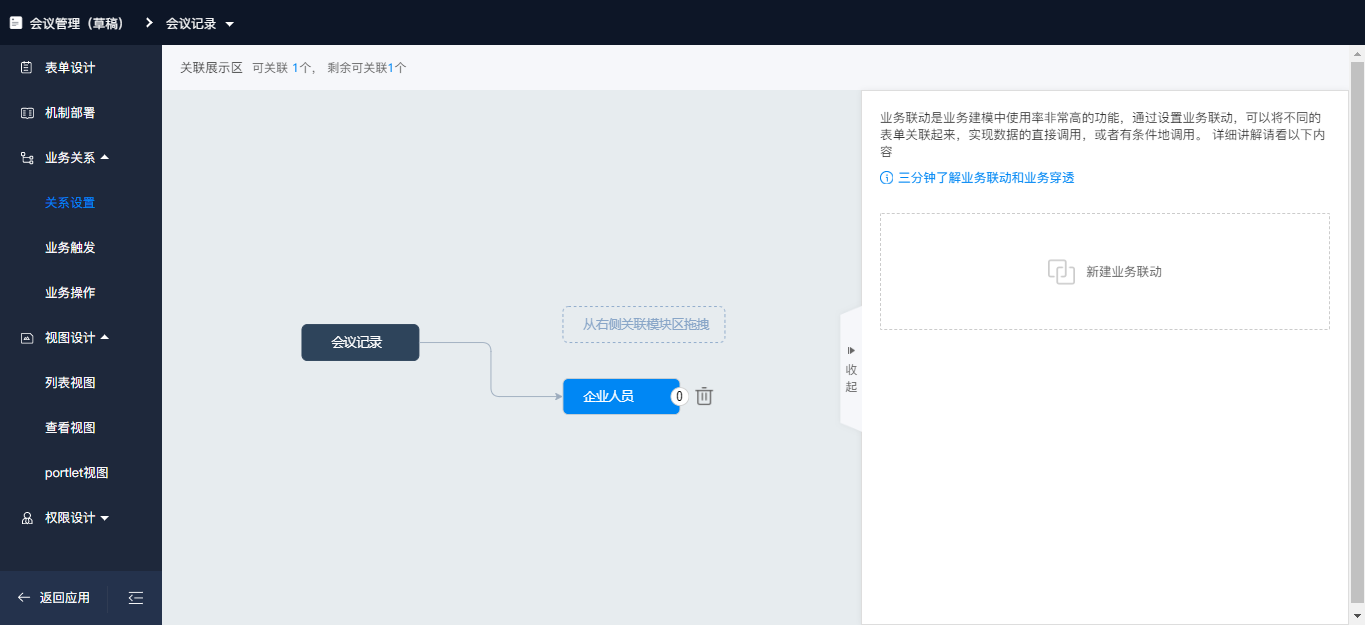 会议管理（草稿）
会议记录
表单设计
机制部署
业务关系
关系设置
业务触发
业务操作
视图设计
列表视图
查看视图
portlet视图
权限设计
返回应用
关联展示区 可关联 1个， 剩余可关联1个
会议记录
从右侧关联模块区拖拽
企业人员 0
收起
业务联动是业务建模中使用率非常高的功能，通过设置业务联动，可以将不同的
表单关联起来，实现数据的直接调用，或者有条件地调用。 详细讲解请看以下内
容
三分钟了解业务联动和业务穿透
新建业务联动